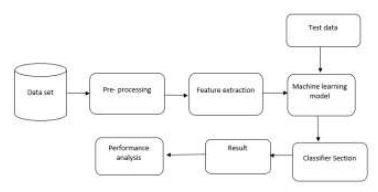 Test data
Data set
Pre- processing
Feature extraction
Machine learning
model
Performance
analysis
Result
Classifier Section